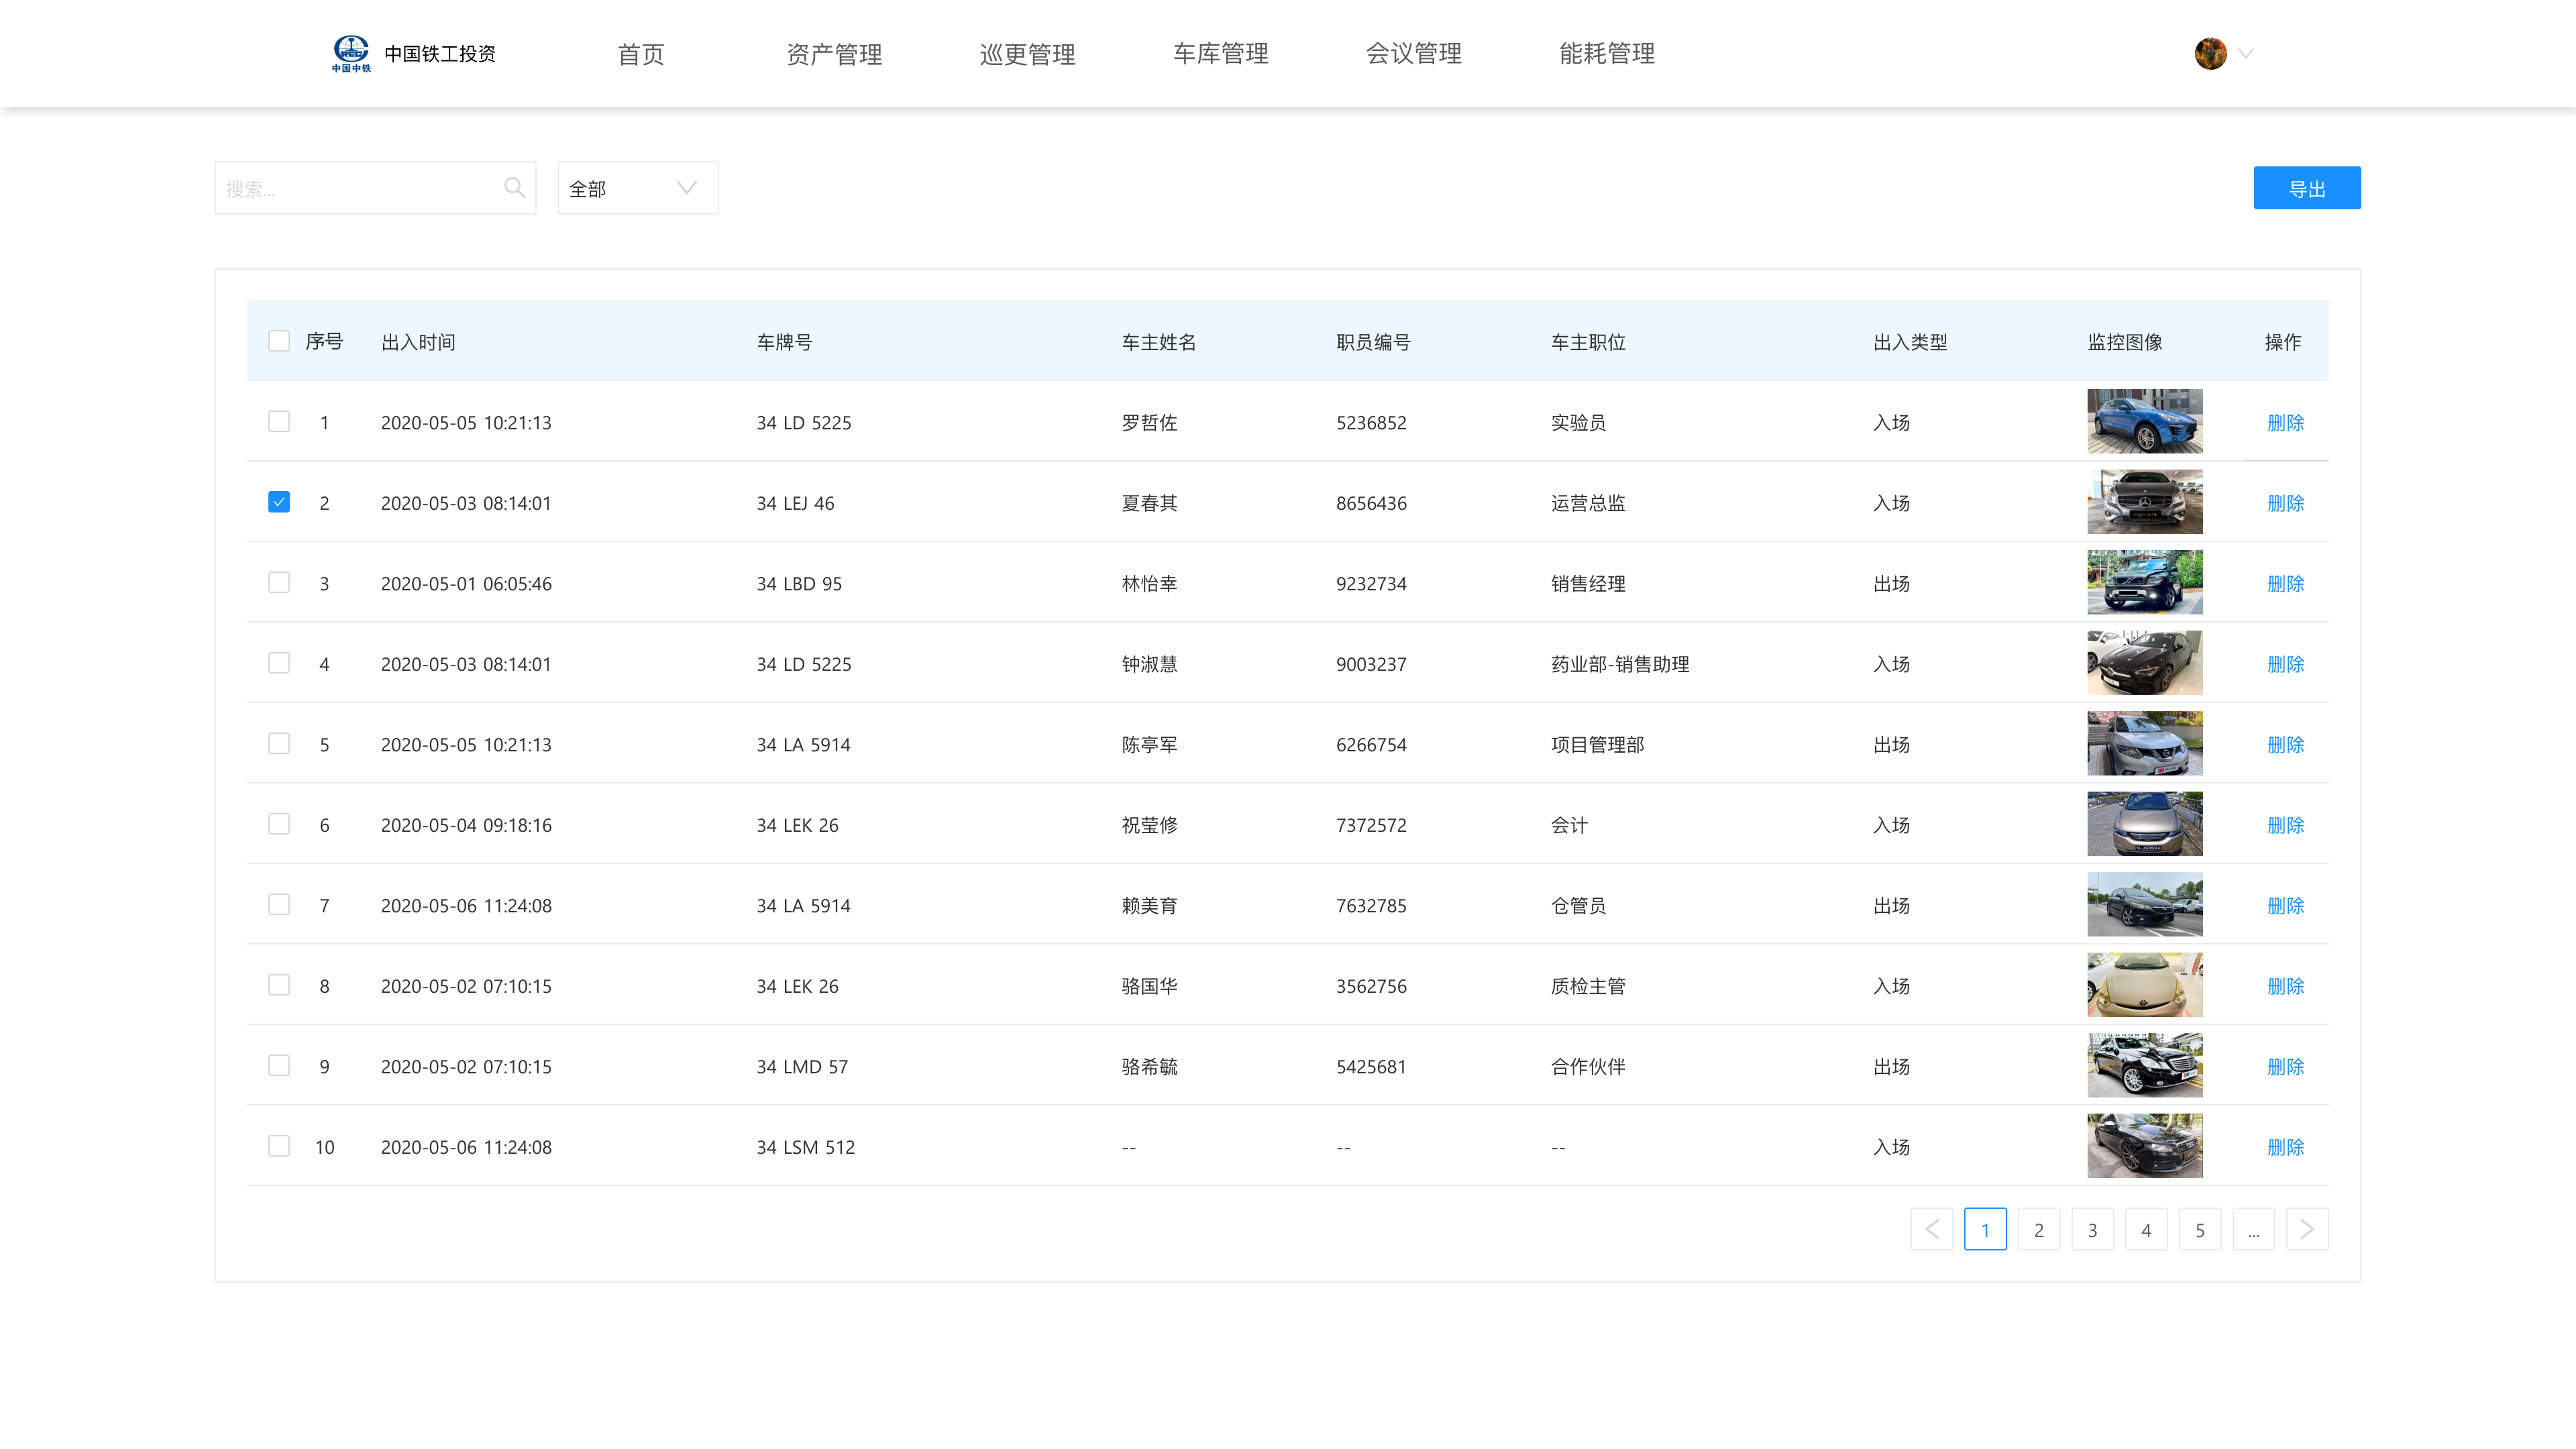 中国中铁 中国铁工投资 首页 资产管理 巡更管理 车库管理 会议管理 能耗管理
搜索... 全部 导出
序号 出入时间 车牌号 车主姓名 职员编号 车主职位 出入类型 监控图像 操作
1 2020-05-05 10:21:13 34 LD 5225 罗哲佐 5236852 实验员 入场 删除
2 2020-05-03 08:14:01 34 LEJ 46 夏春其 8656436 运营总监 入场 删除
3 2020-05-01 06:05:46 34 LBD 95 林怡幸 9232734 销售经理 出场 删除
4 2020-05-03 08:14:01 34 LD 5225 钟淑慧 9003237 药业部-销售助理 入场 删除
5 2020-05-05 10:21:13 34 LA 5914 陈亭军 6266754 项目管理部 出场 删除
6 2020-05-04 09:18:16 34 LEK 26 祝莹修 7372572 会计 入场 删除
7 2020-05-06 11:24:08 34 LA 5914 赖美育 7632785 仓管员 出场 删除
8 2020-05-02 07:10:15 34 LEK 26 骆国华 3562756 质检主管 入场 删除
9 2020-05-02 07:10:15 34 LMD 57 骆希毓 5425681 合作伙伴 出场 删除
10 2020-05-06 11:24:08 34 LSM 512 -- -- -- 入场 删除
1 2 3 4 5 ...